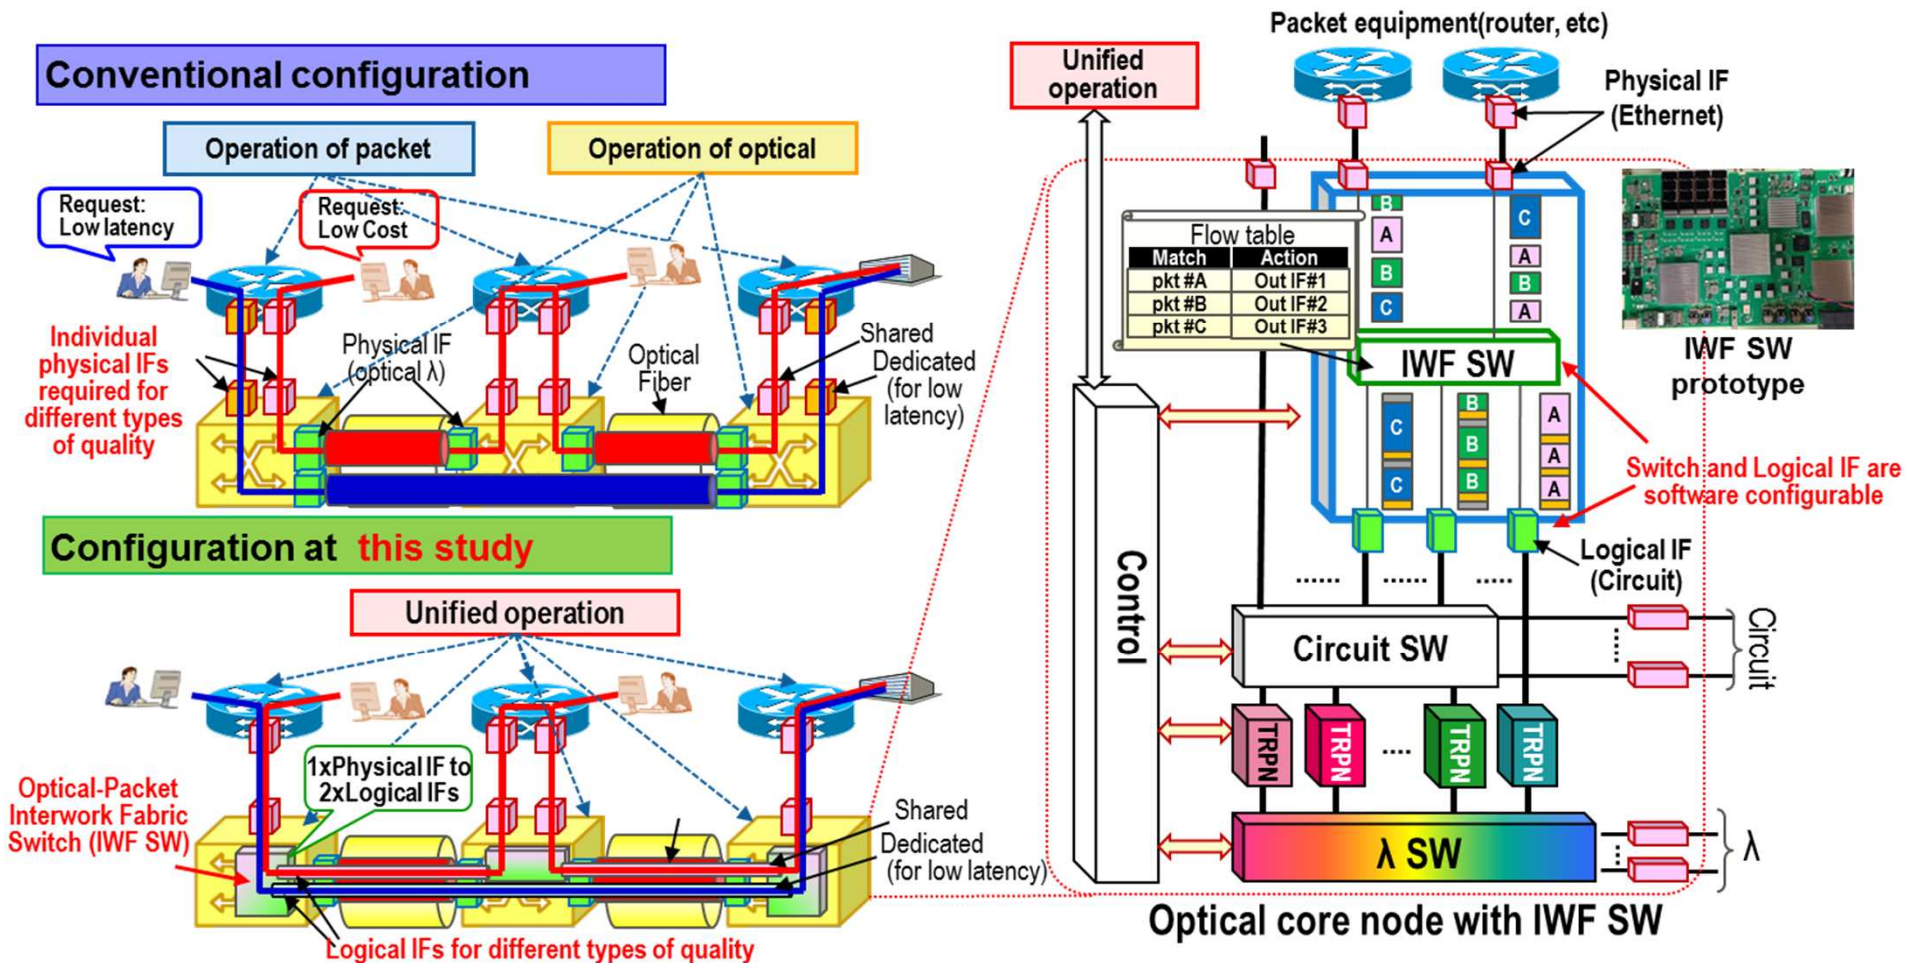 Conventional configuration
Operation of packet
Operation of optical
Request:
Low latency
Request:
Low Cost
Individual
physical IFs
required for
different types
of quality
Physical IF
(optical λ)
Optical
Fiber
Shared
Dedicated
(for low
latency)
Configuration at this study
Unified operation
1xPhysical IF to
2xLogical IFs
Optical-Packet
Interwork Fabric
Switch (IWF SW)
Shared
Dedicated
(for low latency)
Logical IFs for different types of quality
Packet equipment(router, etc)
Unified
operation
Physical IF
(Ethernet)
Flow table
Match Action
pkt #A Out IF#1
pkt #B Out IF#2
pkt #C Out IF#3
B
A
B
C
C
A
B
A
IWF SW
IWF SW
prototype
C
C
B
B
B
A
A
A
Switch and Logical IF are
software configurable
Logical IF
(Circuit)
......
......
.....
Control
Circuit SW
Circuit
TRPN
TRPN
....
TRPN
TRPN
λ SW
λ
Optical core node with IWF SW